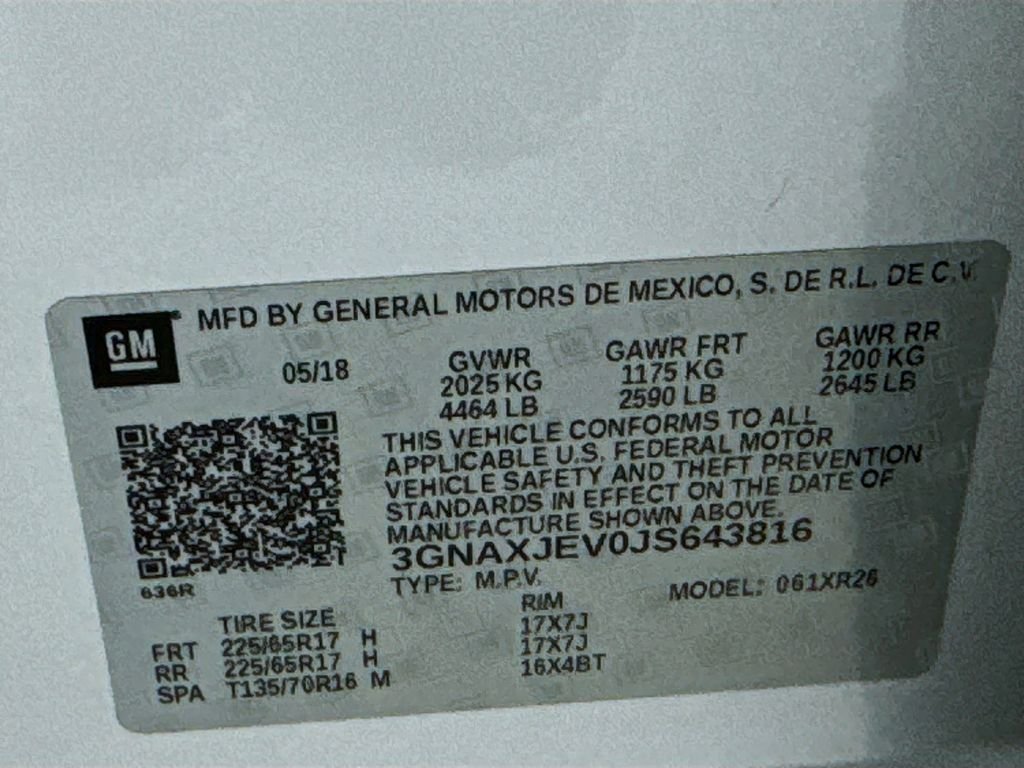 GM MFD BY GENERAL MOTORS DE MEXICO, S. DE R.L. DE C.V.
05/18 GVWR GAWR FRT GAWR RR
2025 KG 1175 KG 1200 KG
4464 LB 2590 LB 2645 LB
THIS VEHICLE CONFORMS TO ALL
APPLICABLE U.S. FEDERAL MOTOR
VEHICLE SAFETY AND THEFT PREVENTION
STANDARDS IN EFFECT ON THE DATE OF
MANUFACTURE SHOWN ABOVE.
3GNAXJEV0JS643816
636R TYPE: M.P.V. MODEL: 061XR26
TIRE SIZE RIM
FRT 225/65R17 H 17X7J
RR 225/65R17 H 17X7J
SPA T135/70R16 M 16X4BT